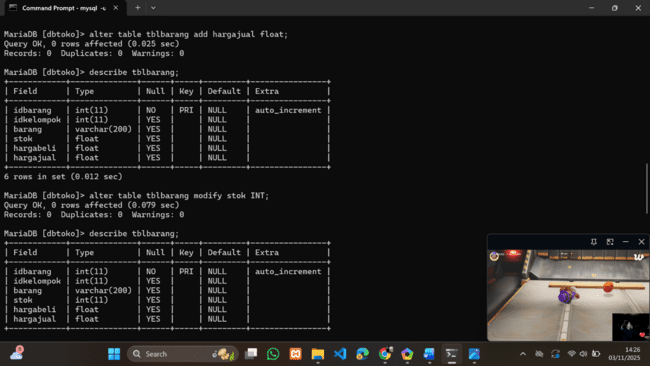 Command Prompt - mysql -u
MariaDB [dbtoko]> alter table tblbarang add hargajual float;
Query OK, 0 rows affected (0.025 sec)
Records: 0  Duplicates: 0  Warnings: 0
MariaDB [dbtoko]> describe tblbarang;
+------------+--------------+------+-----+---------+----------------+
| Field      | Type         | Null | Key | Default | Extra          |
+------------+--------------+------+-----+---------+----------------+
| idbarang   | int(11)      | NO   | PRI | NULL    | auto_increment |
| idkelompok | int(11)      | YES  |     | NULL    |                |
| barang     | varchar(200) | YES  |     | NULL    |                |
| stok       | float        | YES  |     | NULL    |                |
| hargabeli  | float        | YES  |     | NULL    |                |
| hargajual  | float        | YES  |     | NULL    |                |
+------------+--------------+------+-----+---------+----------------+
6 rows in set (0.012 sec)
MariaDB [dbtoko]> alter table tblbarang modify stok INT;
Query OK, 0 rows affected (0.079 sec)
Records: 0  Duplicates: 0  Warnings: 0
MariaDB [dbtoko]> describe tblbarang;
+------------+--------------+------+-----+---------+----------------+
| Field      | Type         | Null | Key | Default | Extra          |
+------------+--------------+------+-----+---------+----------------+
| idbarang   | int(11)      | NO   | PRI | NULL    | auto_increment |
| idkelompok | int(11)      | YES  |     | NULL    |                |
| barang     | varchar(200) | YES  |     | NULL    |                |
| stok       | int(11)      | YES  |     | NULL    |                |
| hargabeli  | float        | YES  |     | NULL    |                |
| hargajual  | float        | YES  |     | NULL    |                |
+------------+--------------+------+-----+---------+----------------+
Search
14:26
03/11/2025